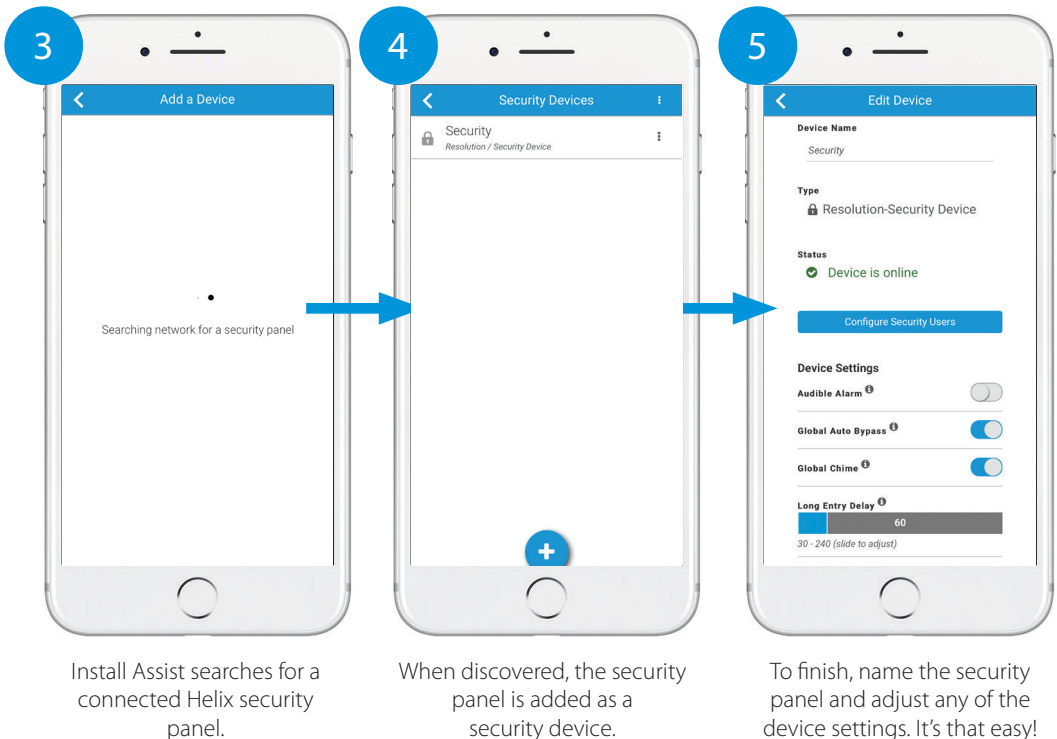 3
Add a Device
Searching network for a security panel
Install Assist searches for a
connected Helix security
panel.
4
Security Devices
Security
Resolution / Security Device
When discovered, the security
panel is added as a
security device.
5
Edit Device
Device Name
Security
Type
Resolution-Security Device
Status
Device is online
Configure Security Users
Device Settings
Audible Alarm
Global Auto Bypass
Global Chime
Long Entry Delay
60
30 - 240 (slide to adjust)
To finish, name the security
panel and adjust any of the
device settings. It’s that easy!